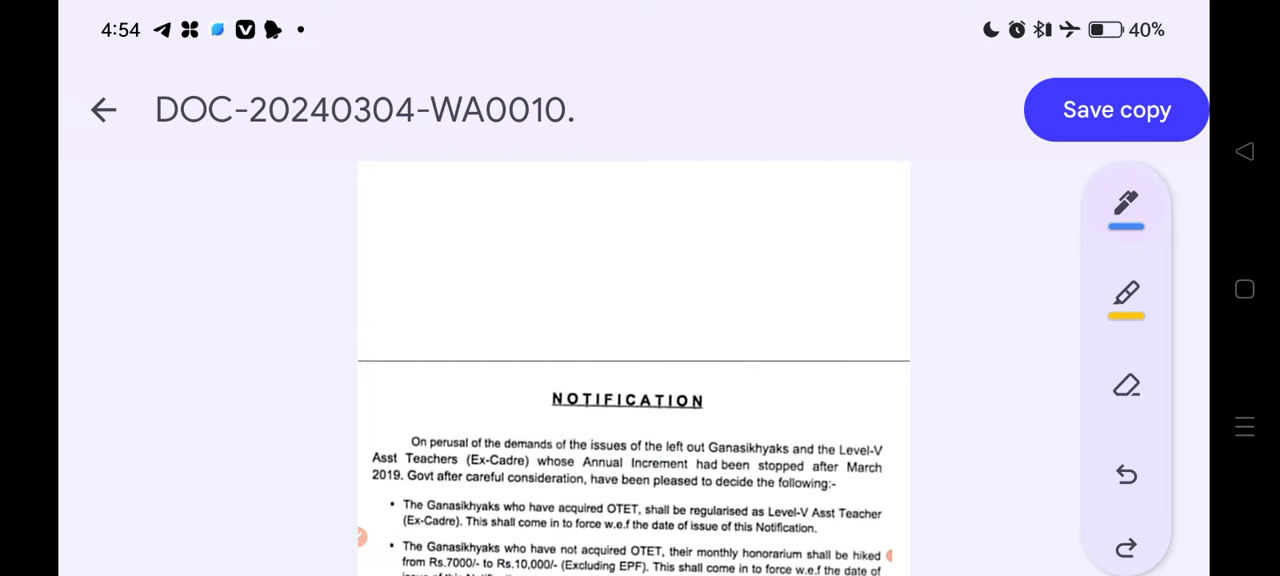 4:54
40%
DOC-20240304-WA0010.
Save copy
NOTIFICATION
On perusal of the demands of the issues of the left out Ganasikhyaks and the Level-V
Asst Teachers (Ex-Cadre) whose Annual Increment had been stopped after March
2019. Govt after careful consideration, have been pleased to decide the following:-
• The Ganasikhyaks who have acquired OTET, shall be regularised as Level-V Asst Teacher
(Ex-Cadre). This shall come in to force w.e.f the date of issue of this Notification.
• The Ganasikhyaks who have not acquired OTET, their monthly honorarium shall be hiked
from Rs.7000/- to Rs.10,000/- (Excluding EPF). This shall come in to force w.e.f the date of